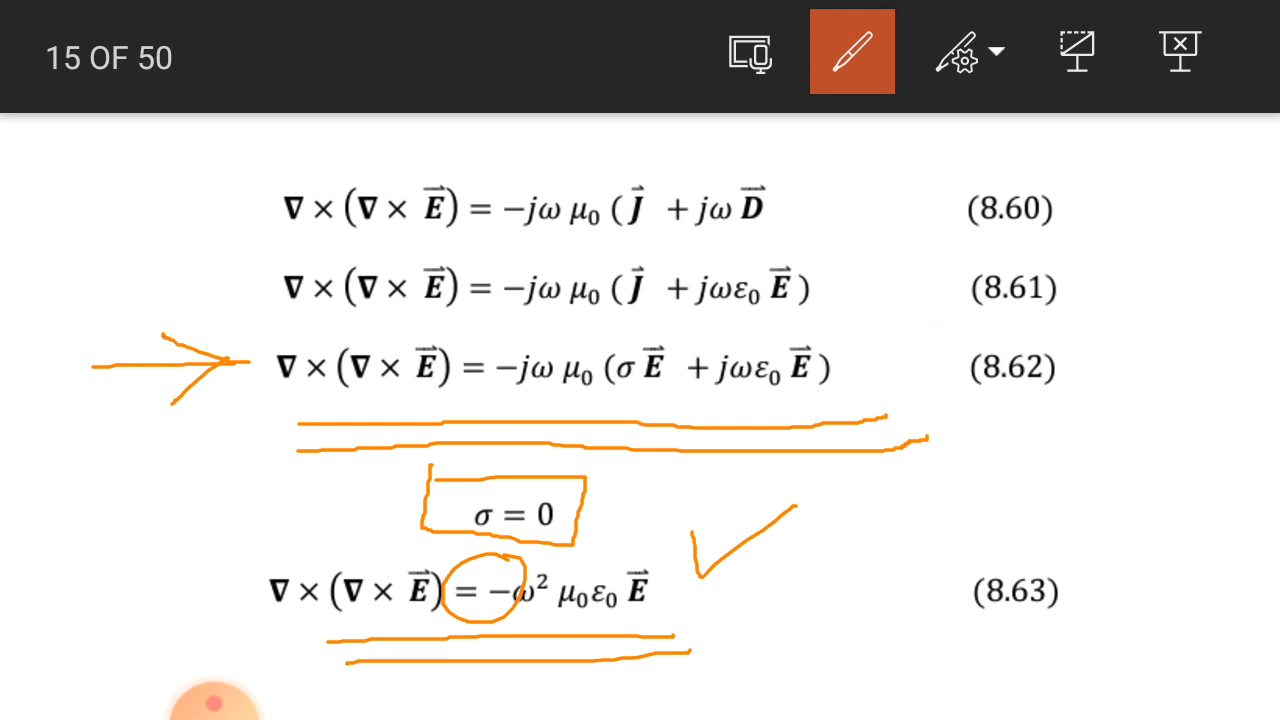 15 OF 50
∇ × (∇ × E⃗) = −jω μ₀ (J⃗ + jω D⃗ (8.60)
∇ × (∇ × E⃗) = −jω μ₀ (J⃗ + jωε₀ E⃗ ) (8.61)
∇ × (∇ × E⃗) = −jω μ₀ (σ E⃗ + jωε₀ E⃗ ) (8.62)
σ = 0
∇ × (∇ × E⃗) = −ω² μ₀ε₀ E⃗ (8.63)